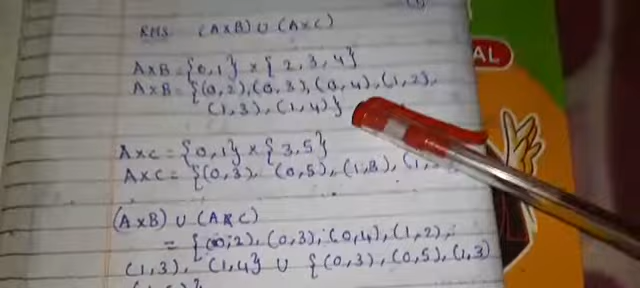 RHS (A×B) ∪ (A×C)
A×B = {0,1} × {2,3,4}
A×B = {(0,2),(0,3),(0,4),(1,2),
(1,3),(1,4)}
A×C = {0,1} × {3,5}
A×C = {(0,3), (0,5), (1,3), (1,
(A×B) ∪ (A×C)
= {(0,2), (0,3), (0,4), (1,2),
(1,3), (1,4)} ∪ {(0,3), (0,5), (1,3)
AL